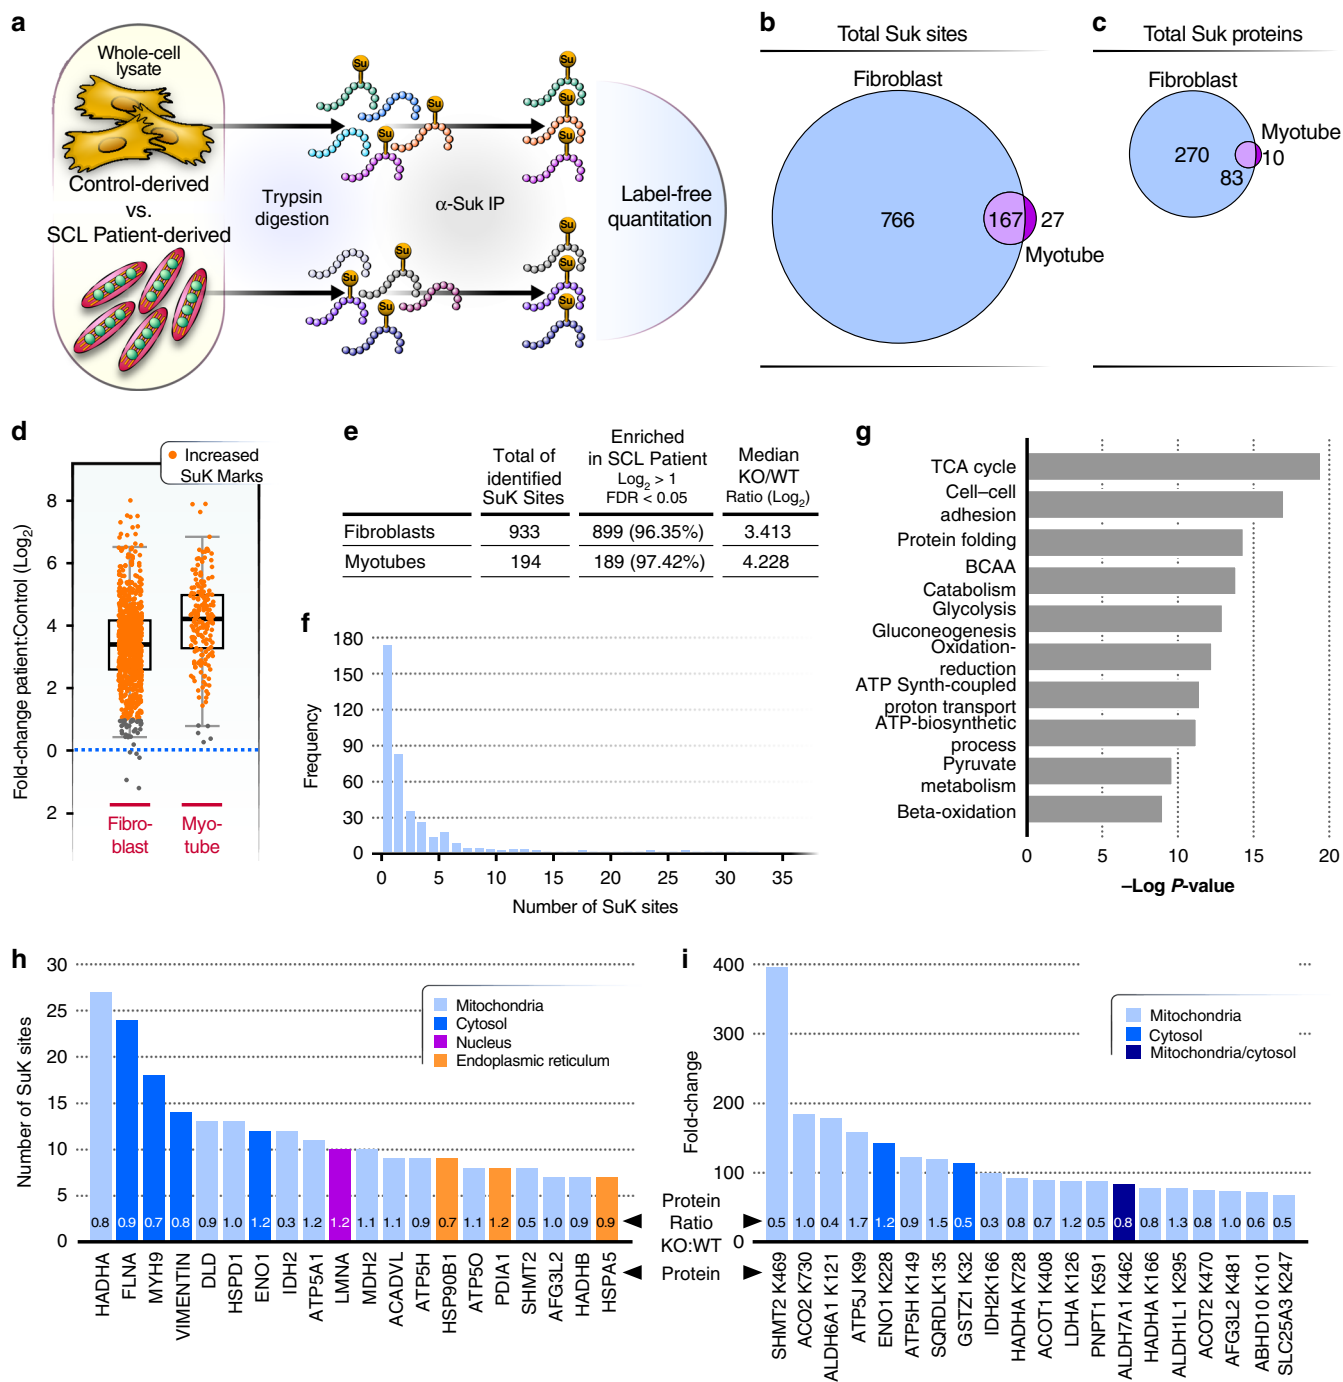 a
Whole-cell
lysate
Control-derived
vs.
SCL Patient-derived
Trypsin
digestion
α-Suk IP
Su
Su
Su
Su
Su
Su
Su
Su
Su
Su
Su
Su
Label-free
quantitation
b
Total Suk sites
Fibroblast
766
167
27
Myotube
c
Total Suk proteins
Fibroblast
270
Myotube
10
83
d
Increased
SuK Marks
Fold-change patient:Control (Log2)
8
6
4
2
0
2
Fibro-
blast
Myo-
tube
e
Total of
identified
SuK Sites
Enriched
in SCL Patient
Log2 > 1
FDR < 0.05
Median
KO/WT
Ratio (Log2)
Fibroblasts 933 899 (96.35%) 3.413
Myotubes 194 189 (97.42%) 4.228
f
Frequency
180
150
120
90
60
30
0
0 5 10 15 20 25 30 35
Number of SuK sites
g
TCA cycle
Cell–cell
adhesion
Protein folding
BCAA
Catabolism
Glycolysis
Gluconeogenesis
Oxidation-
reduction
ATP Synth-coupled
proton transport
ATP-biosynthetic
process
Pyruvate
metabolism
Beta-oxidation
0 5 10 15 20
–Log P-value
h
Number of SuK sites
30
25
20
15
10
5
0
Mitochondria
Cytosol
Nucleus
Endoplasmic reticulum
0.8 0.9 0.7 0.8 0.9 1.0 1.2 0.3 1.2 1.2 1.1 1.1 0.9 0.7 1.1 1.2 0.5 1.0 0.9 0.9
HADHA
FLNA
MYH9
VIMENTIN
DLD
HSPD1
ENO1
IDH2
ATP5A1
LMNA
MDH2
ACADVL
ATP5H
HSP90B1
ATP5O
PDIA1
SHMT2
AFG3L2
HADHB
HSPA5
Protein
Ratio
KO:WT
Protein
i
Fold-change
400
300
200
100
0
Mitochondria
Cytosol
Mitochondria/cytosol
0.5 1.0 0.4 1.7 1.2 0.9 1.5 0.5 0.3 0.8 0.7 1.2 0.5 0.8 0.8 1.3 0.8 1.0 0.6 0.5
SHMT2 K469
ACO2 K730
ALDH6A1 K121
ATP5J K99
ENO1 K228
ATP5H K149
SQRDLK135
GSTZ1 K32
IDH2K166
HADHA K728
ACOT1 K408
LDHA K126
PNPT1 K591
ALDH7A1 K462
HADHA K166
ALDH1L1 K295
ACOT2 K470
AFG3L2 K481
ABHD10 K101
SLC25A3 K247